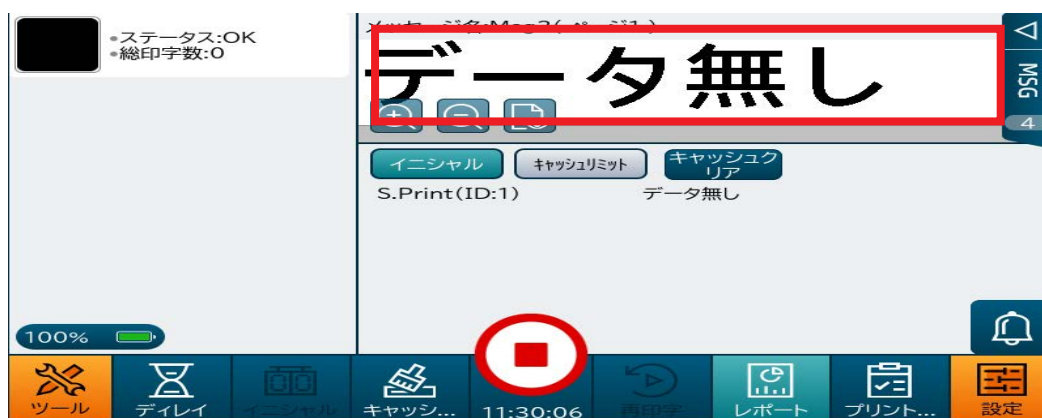 •ステータス:OK
•総印字数:0
データ無し
MSG
4
イニシャル
キャッシュリミット
キャッシュク
リア
S.Print(ID:1)
データ無し
100%
ツール
ディレイ
イニシャル
キャッシ...
11:30:06
再印字
レポート
プリント...
設定